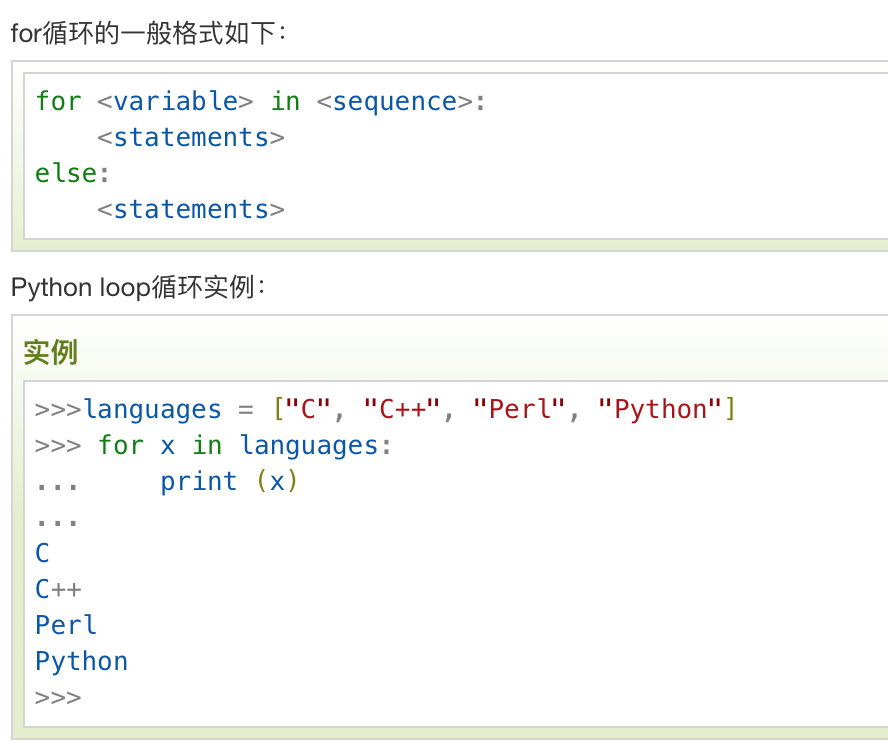 for循环的一般格式如下:
for <variable> in <sequence>:
    <statements>
else:
    <statements>
Python loop循环实例:
实例
>>>languages = ["C", "C++", "Perl", "Python"]
>>> for x in languages:
...     print (x)
...
C
C++
Perl
Python
>>>